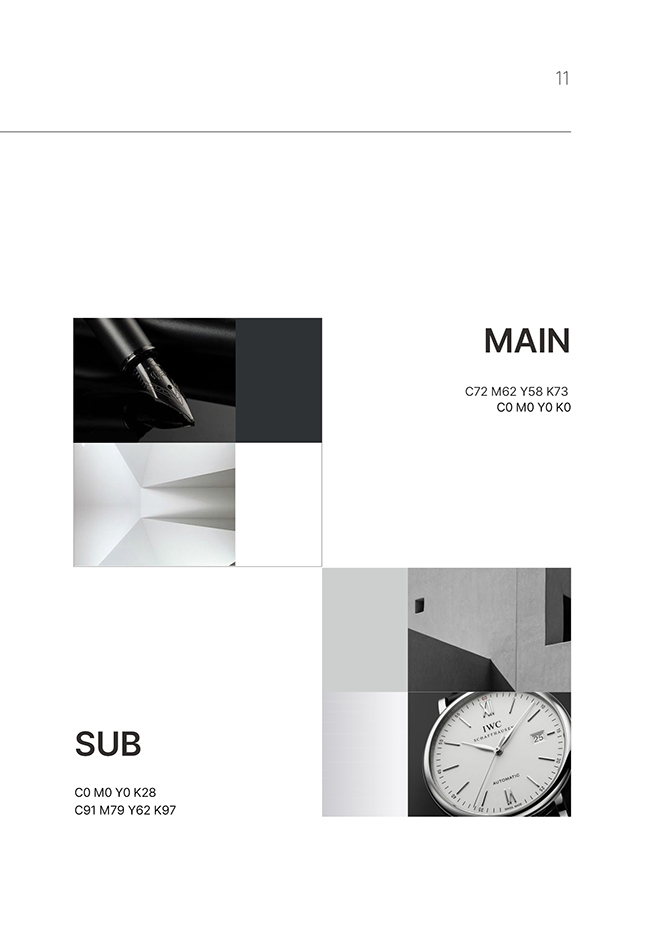 11
MAIN
C72 M62 Y58 K73
C0 M0 Y0 K0
IWC
SCHAFFHAUSEN
25
AUTOMATIC
SUB
C0 M0 Y0 K28
C91 M79 Y62 K97